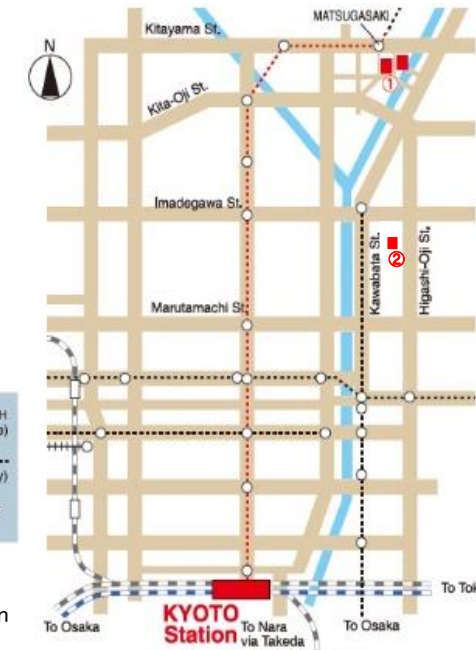 MATSUGASAKI
Kitayama St.
N
①
Kita-Oji St.
Imadegawa St.
Kawabata St.
②
Higashi-Oji St.
Marutamachi St.
H
e)
y)
KYOTO
Station
To Osaka
To Nara
via Takeda
To Osaka
To Tok
n